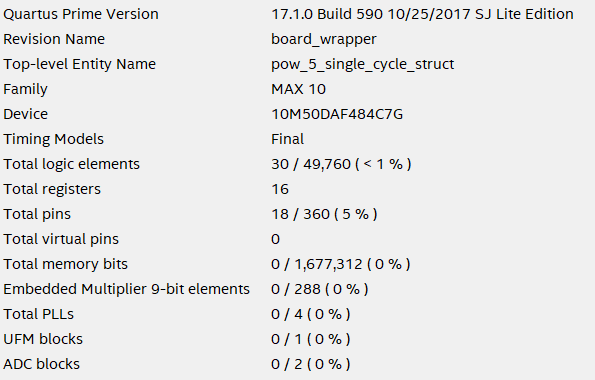 Quartus Prime Version 17.1.0 Build 590 10/25/2017 SJ Lite Edition
Revision Name board_wrapper
Top-level Entity Name pow_5_single_cycle_struct
Family MAX 10
Device 10M50DAF484C7G
Timing Models Final
Total logic elements 30 / 49,760 ( < 1 % )
Total registers 16
Total pins 18 / 360 ( 5 % )
Total virtual pins 0
Total memory bits 0 / 1,677,312 ( 0 % )
Embedded Multiplier 9-bit elements 0 / 288 ( 0 % )
Total PLLs 0 / 4 ( 0 % )
UFM blocks 0 / 1 ( 0 % )
ADC blocks 0 / 2 ( 0 % )